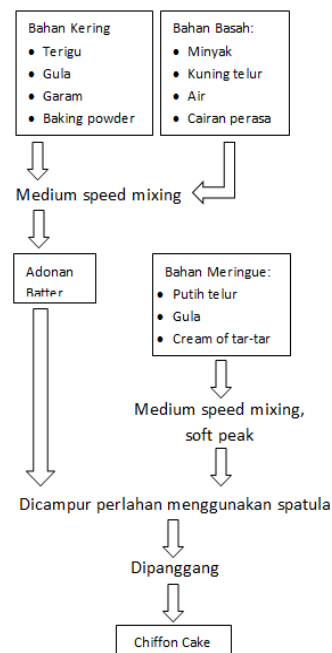 Bahan Kering
• Terigu
• Gula
• Garam
• Baking powder
Bahan Basah:
• Minyak
• Kuning telur
• Air
• Cairan perasa
Medium speed mixing
Adonan
Batter
Bahan Meringue:
• Putih telur
• Gula
• Cream of tar-tar
Medium speed mixing,
soft peak
Dicampur perlahan menggunakan spatula
Dipanggang
Chiffon Cake